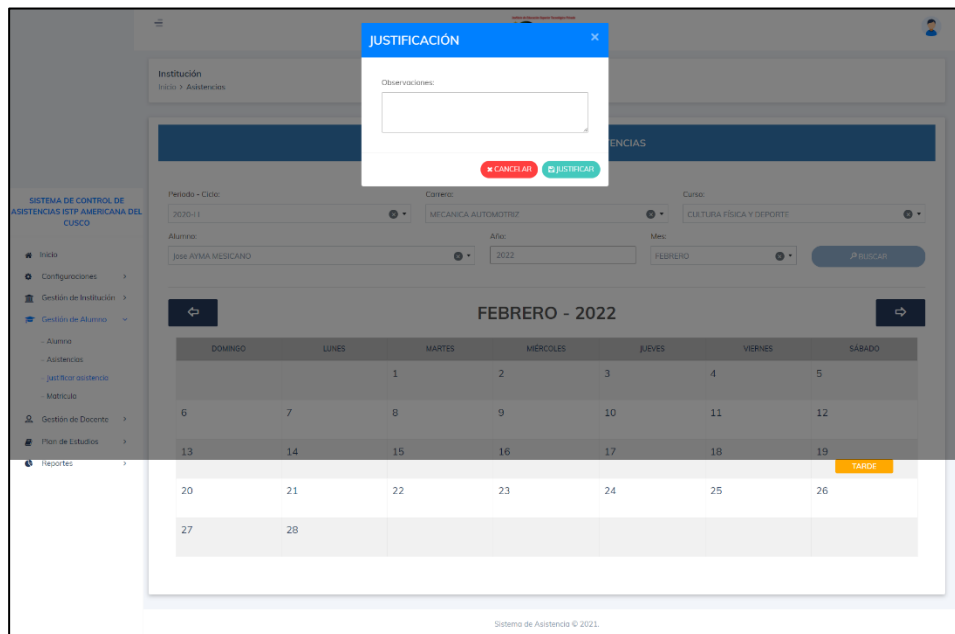 JUSTIFICACIÓN
×
Observaciones:
× CANCELAR
JUSTIFICAR
Institución
Inicio > Asistencias
ENCIAS
Periodo - Ciclo:
Carrera:
Curso:
MECANICA AUTOMOTRIZ
CULTURA FÍSICA Y DEPORTE
Alumno:
Año:
Mes:
Jose AYMA MESICANO
2022
FEBRERO
BUSCAR
SISTEMA DE CONTROL DE
ASISTENCIAS ISTP AMERICANA DEL
CUSCO
Inicio
Configuraciones >
Gestión de Institución >
Gestión de Alumno
- Alumno
- Asistencias
- Justificar asistencia
- Matricula
Gestión de Docente >
Plan de Estudios >
Reportes >
FEBRERO - 2022
DOMINGO LUNES MARTES MIÉRCOLES JUEVES VIERNES SÁBADO
1 2 3 4 5
6 7 8 9 10 11 12
13 14 15 16 17 18 19
TARDE
20 21 22 23 24 25 26
27 28
Sistema de Asistencia © 2021.